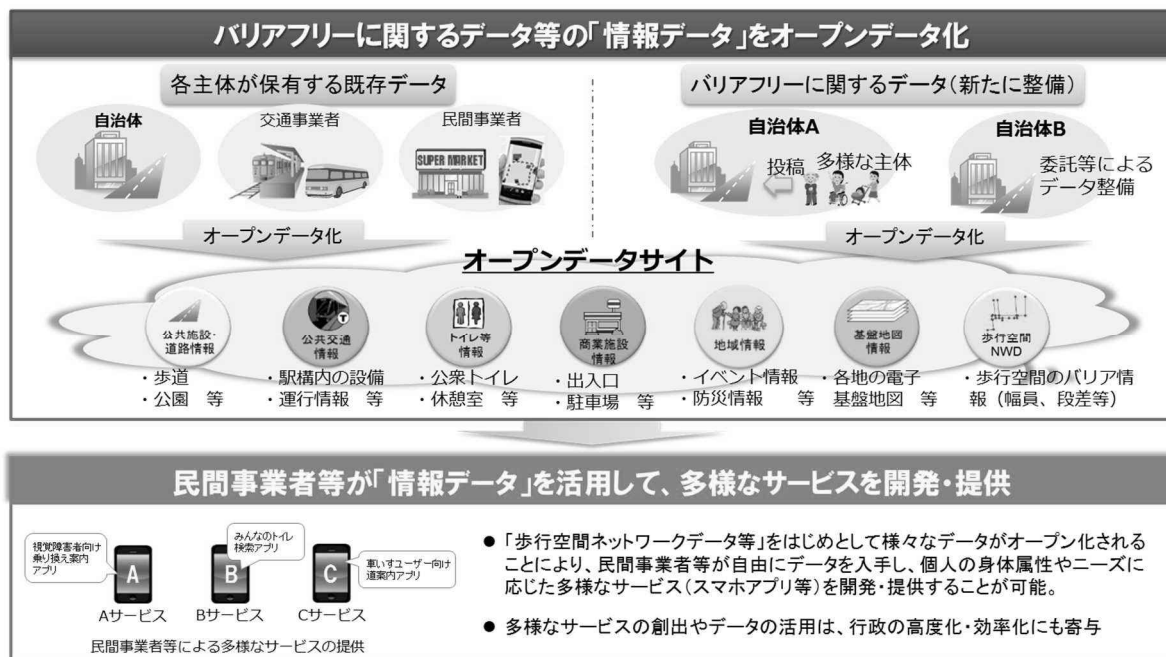 バリアフリーに関するデータ等の「情報データ」をオープンデータ化
各主体が保有する既存データ
バリアフリーに関するデータ（新たに整備）
自治体
交通事業者
民間事業者
SUPER MARKET
自治体A
投稿
多様な主体
自治体B
委託等による
データ整備
オープンデータ化
オープンデータ化
オープンデータサイト
公共施設・
道路情報
・歩道
・公園　等
T
公共交通
情報
・駅構内の設備
・運行情報　等
トイレ等
情報
・公衆トイレ
・休憩室　等
商業施設
情報
・出入口
・駐車場　等
地域情報
・イベント情報
・防災情報　等
基盤地図
情報
・各地の電子
基盤地図　等
歩行空間
NWD
・歩行空間のバリア情
報（幅員、段差等）
民間事業者等が「情報データ」を活用して、多様なサービスを開発・提供
視覚障害者向け
乗り換え案内
アプリ
A
Aサービス
みんなのトイレ
検索アプリ
B
Bサービス
車いすユーザー向け
道案内アプリ
C
Cサービス
民間事業者等による多様なサービスの提供
● 「歩行空間ネットワークデータ等」をはじめとして様々なデータがオープン化される
ことにより、民間事業者等が自由にデータを入手し、個人の身体属性やニーズに
応じた多様なサービス（スマホアプリ等）を開発・提供することが可能。
● 多様なサービスの創出やデータの活用は、行政の高度化・効率化にも寄与